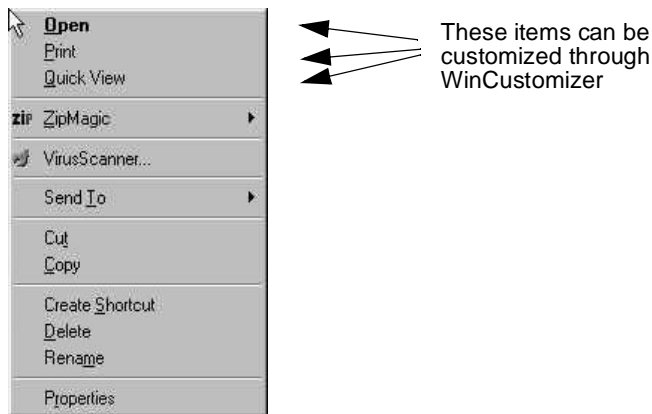 Open
Print
Quick View
zip ZipMagic
VirusScanner...
Send To
Cut
Copy
Create Shortcut
Delete
Rename
Properties
These items can be
customized through
WinCustomizer